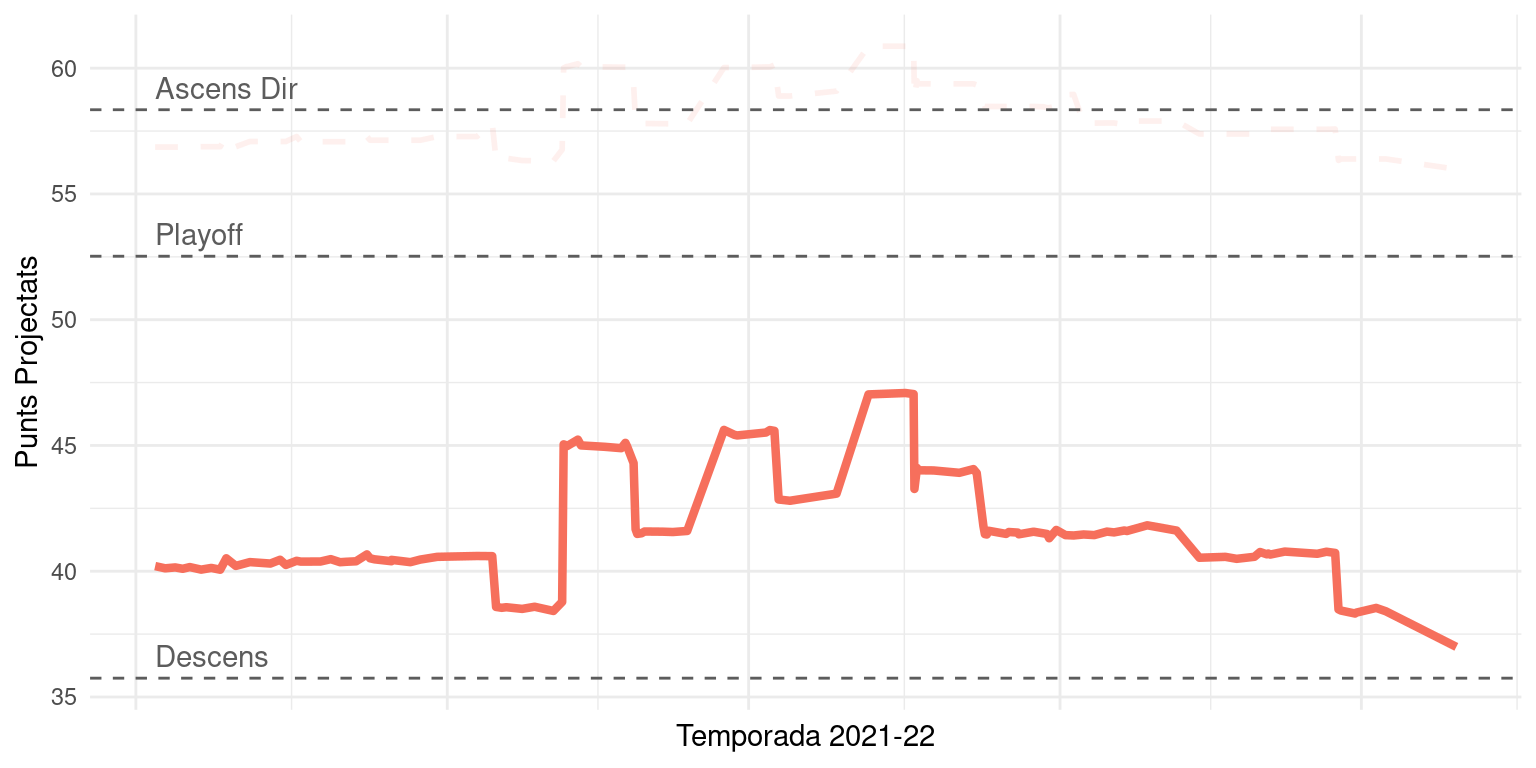 60
Ascens Dir
55
Playoff
50
45
40
Descens
35
Punts Projectats
Temporada 2021-22